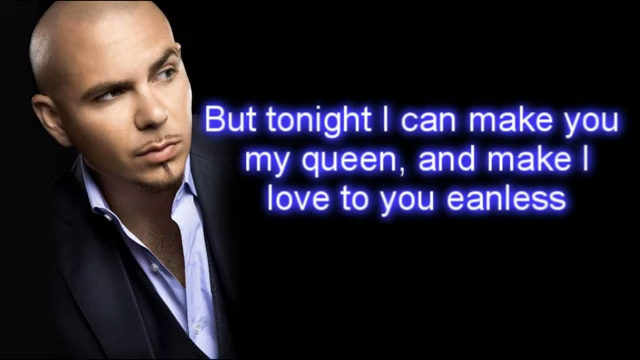 But tonight I can make you
my queen, and make I
love to you eanless